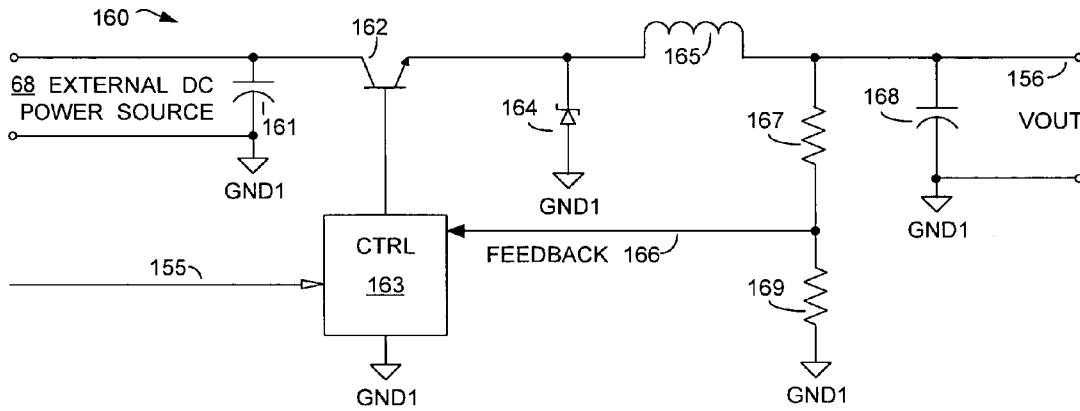 160
162
68 EXTERNAL DC
POWER SOURCE
161
GND1
164
GND1
165
167
168
156
VOUT
GND1
CTRL
163
155
FEEDBACK 166
169
GND1
GND1